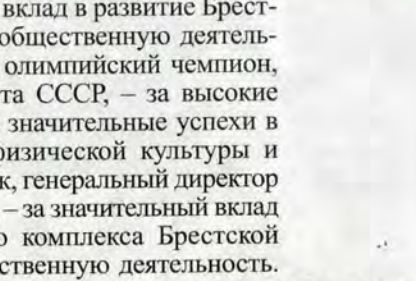 вклад в развитие Брест-
общественную деятель-
олимпийский чемпион,
та СССР, – за высокие
значительные успехи в
физической культуры и
к, генеральный директор
– за значительный вклад
о комплекса Брестской
ственную деятельность.